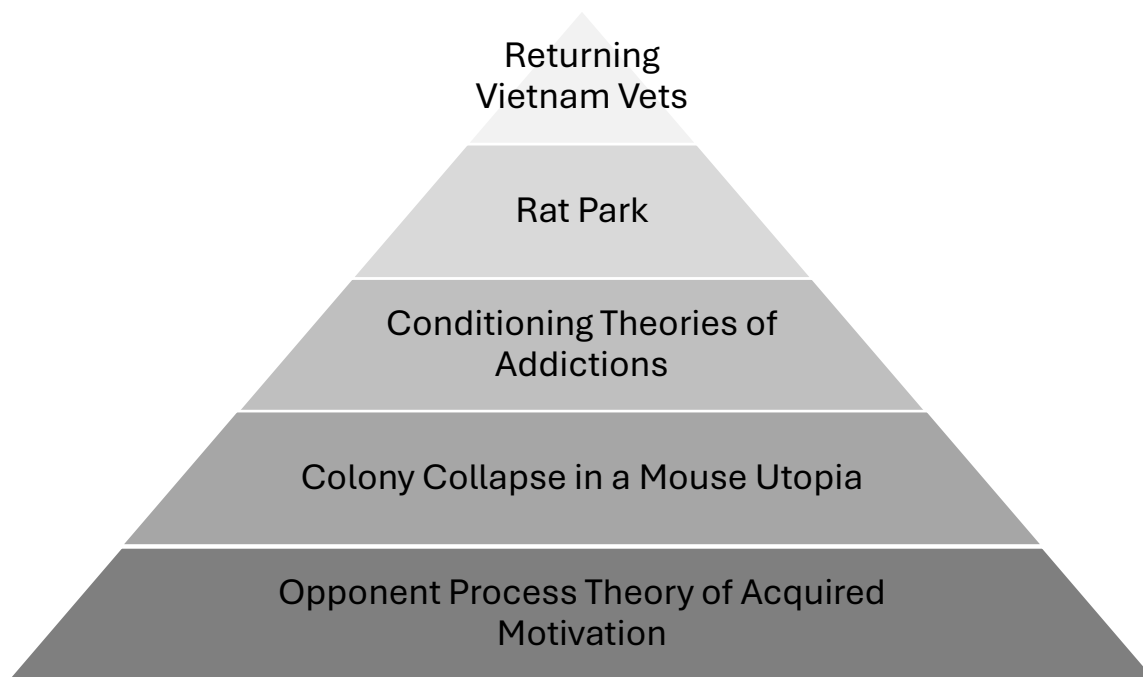 Returning
Vietnam Vets
Rat Park
Conditioning Theories of
Addictions
Colony Collapse in a Mouse Utopia
Opponent Process Theory of Acquired
Motivation